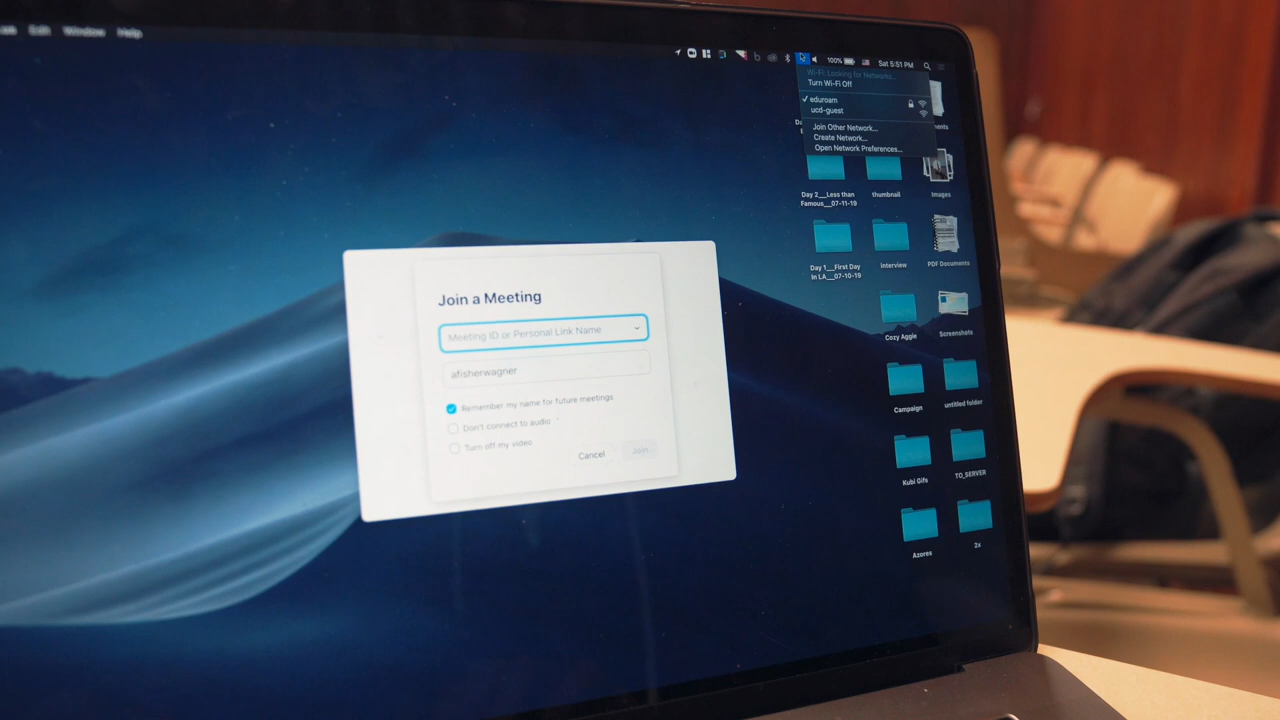 Edit Window Help
100% Sat 5:51 PM
Wi-Fi: Looking for Networks...
Turn Wi-Fi Off
✓ eduroam
ucd-guest
Join Other Network...
Create Network...
Open Network Preferences...
Day 2__Less than
Famous__07-11-19
thumbnail
Images
Day 1__First Day
In LA__07-10-19
interview
PDF Documents
Cozy Aggie
Screenshots
Campaign
untitled folder
Kubi Gifs
TO_SERVER
Azores
2x
Join a Meeting
Meeting ID or Personal Link Name
afisherwagner
Remember my name for future meetings
Don't connect to audio
Turn off my video
Cancel
Join